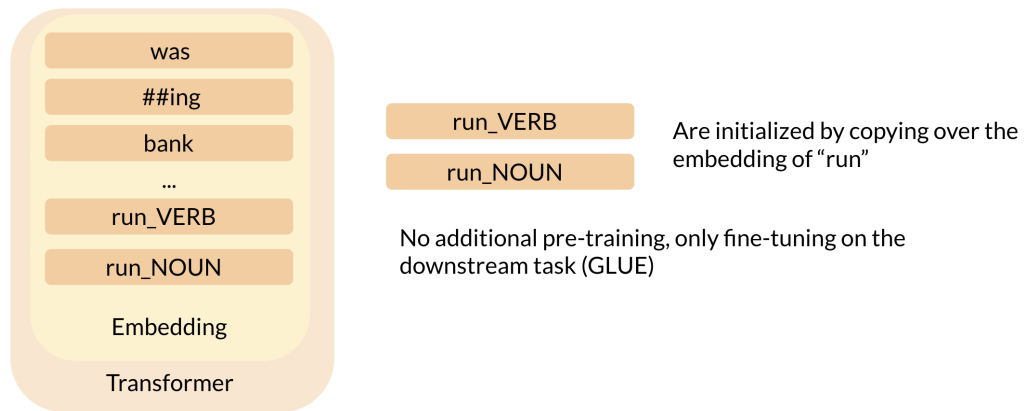 was
##ing
bank
...
run_VERB
run_NOUN
Embedding
Transformer
run_VERB
run_NOUN
Are initialized by copying over the
embedding of “run”
No additional pre-training, only fine-tuning on the
downstream task (GLUE)